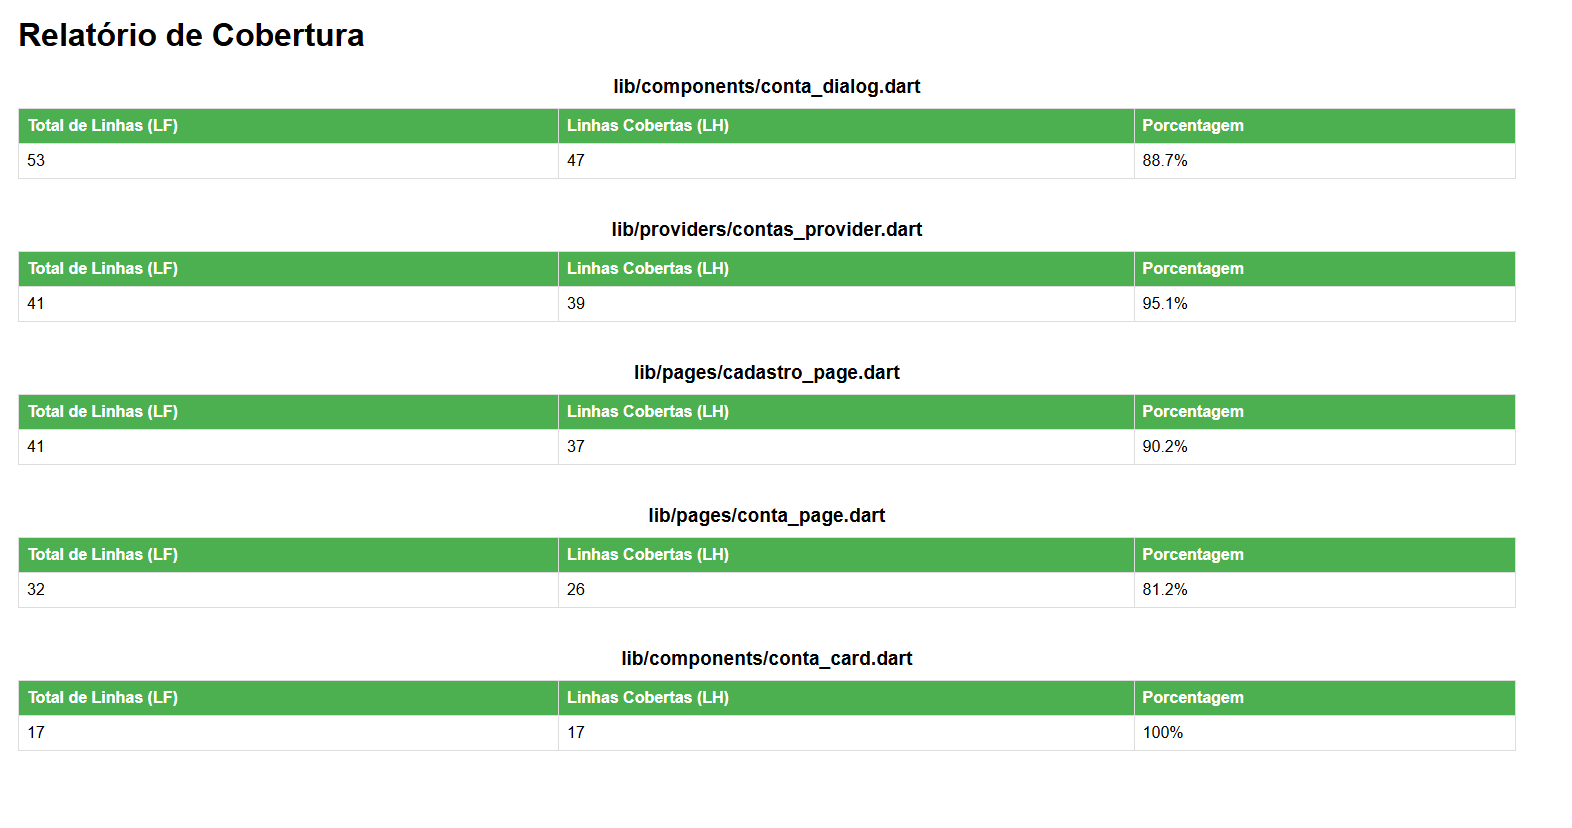 Relatório de Cobertura
lib/components/conta_dialog.dart
Total de Linhas (LF) Linhas Cobertas (LH) Porcentagem
53 47 88.7%
lib/providers/contas_provider.dart
Total de Linhas (LF) Linhas Cobertas (LH) Porcentagem
41 39 95.1%
lib/pages/cadastro_page.dart
Total de Linhas (LF) Linhas Cobertas (LH) Porcentagem
41 37 90.2%
lib/pages/conta_page.dart
Total de Linhas (LF) Linhas Cobertas (LH) Porcentagem
32 26 81.2%
lib/components/conta_card.dart
Total de Linhas (LF) Linhas Cobertas (LH) Porcentagem
17 17 100%